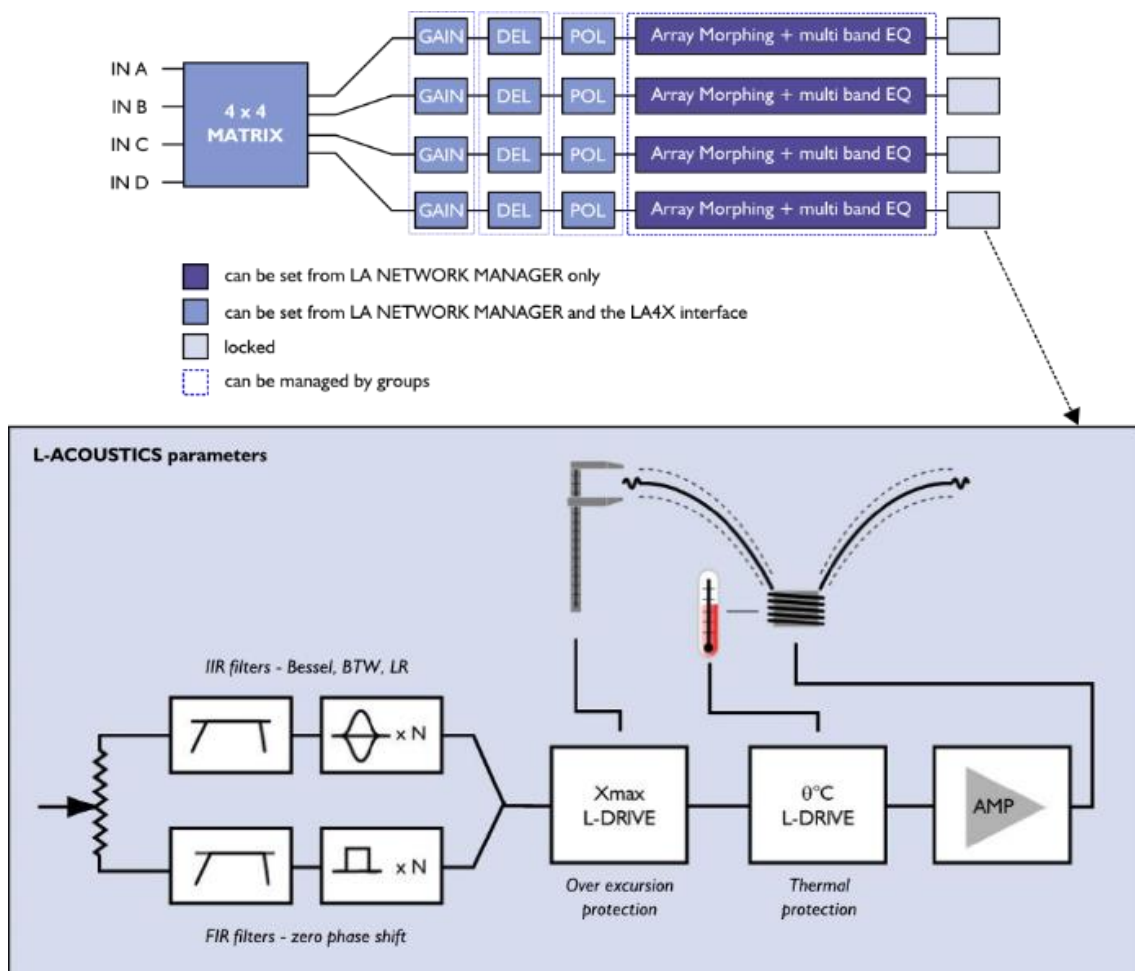 GAIN DEL POL Array Morphing + multi band EQ
IN A
IN B
GAIN DEL POL Array Morphing + multi band EQ
4 x 4
MATRIX
IN C
GAIN DEL POL Array Morphing + multi band EQ
IN D
GAIN DEL POL Array Morphing + multi band EQ
can be set from LA NETWORK MANAGER only
can be set from LA NETWORK MANAGER and the LA4X interface
locked
can be managed by groups
L-ACOUSTICS parameters
IIR filters - Bessel, BTW, LR
x N
x N
FIR filters - zero phase shift
Xmax
L-DRIVE
Over excursion
protection
θ°C
L-DRIVE
Thermal
protection
AMP